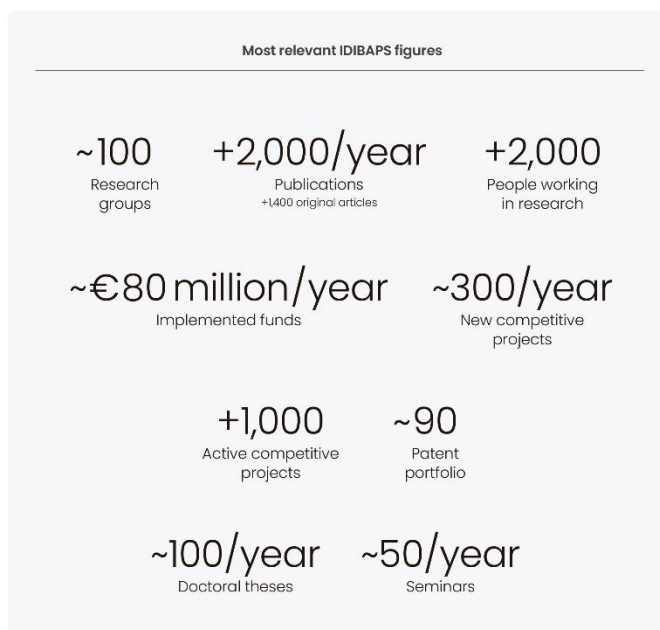 Most relevant IDIBAPS figures
~100
Research
groups
+2,000/year
Publications
+1,400 original articles
+2,000
People working
in research
~€80 million/year
Implemented funds
~300/year
New competitive
projects
+1,000
Active competitive
projects
~90
Patent
portfolio
~100/year
Doctoral theses
~50/year
Seminars